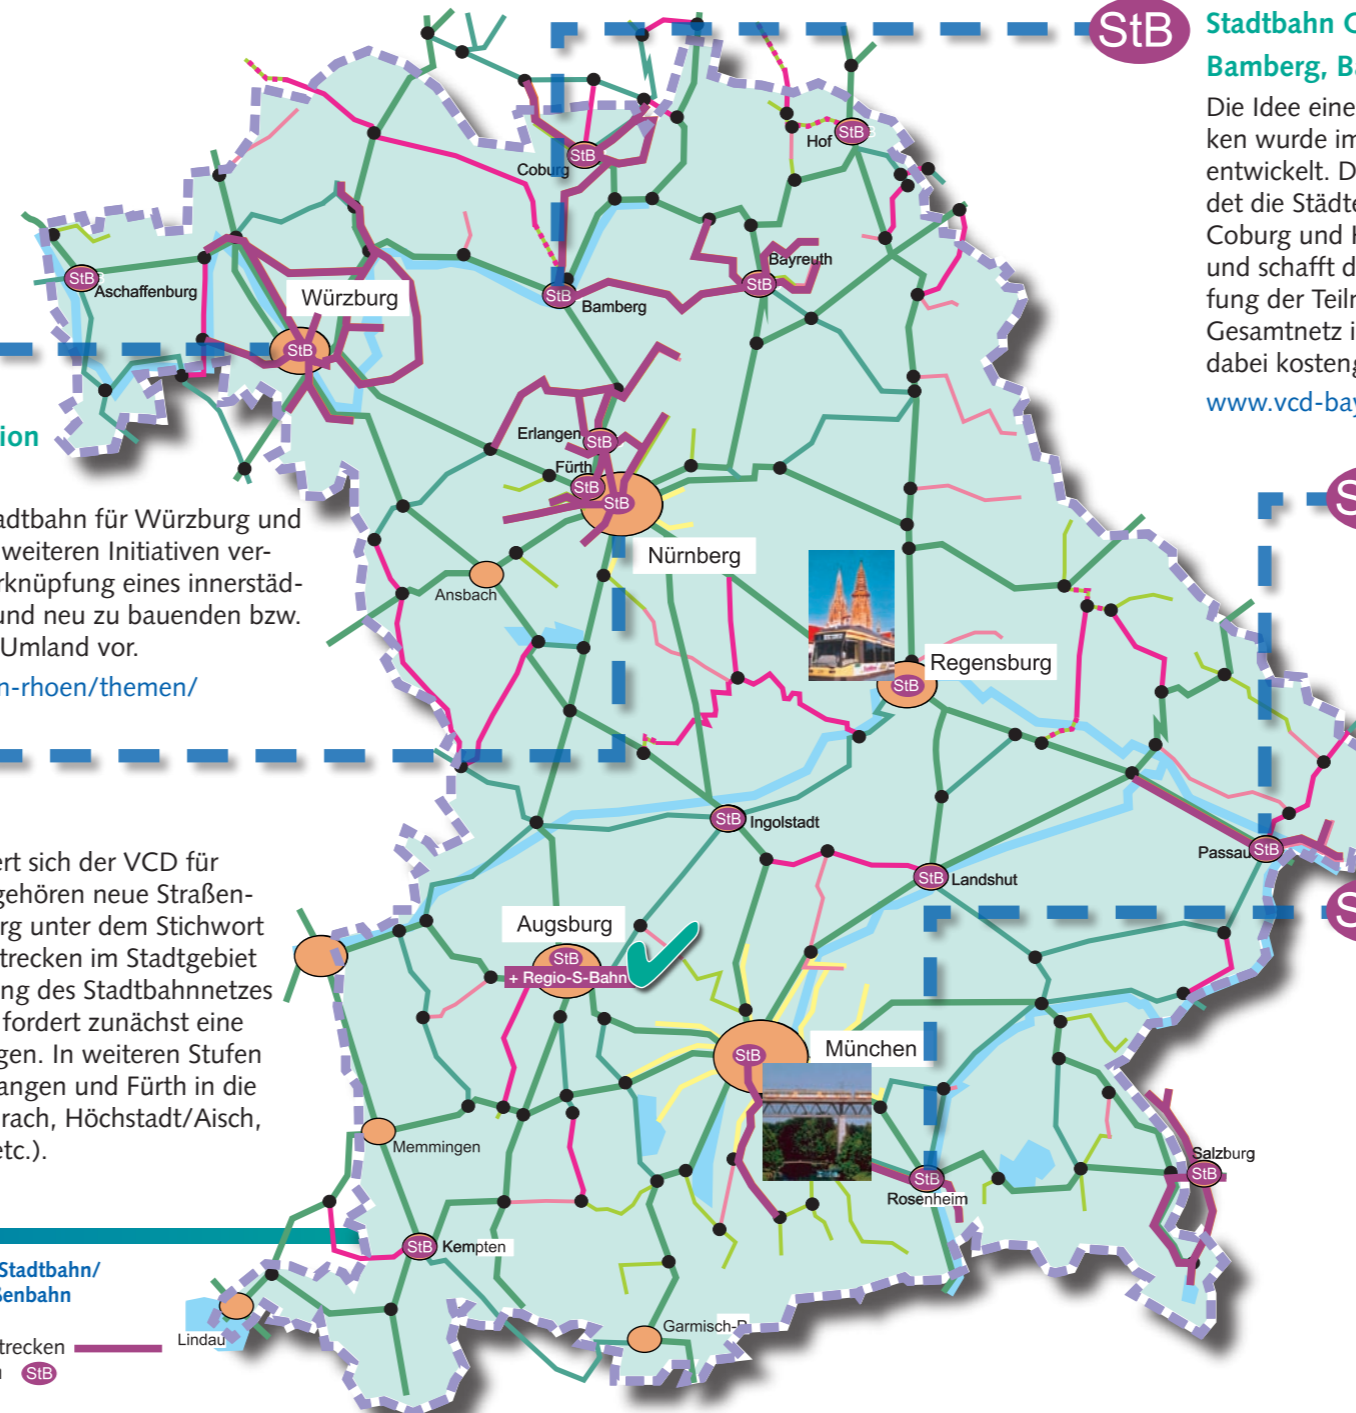 StB
Stadtbahn
Bamberg,
Die Idee eine
ken wurde im
entwickelt. D
det die Städte
Coburg und
und schafft d
fung der Teiln
Gesamtnetz i
dabei kosteng
www.vcd-bay
StB
Hof
StB
Coburg
StB
Bayreuth
StB
Aschaffenburg
Würzburg
StB
Bamberg
StB
Erlangen
StB
Fürth
StB
StB
Nürnberg
Ansbach
Regensburg
StB
ion
adtbahn für Würzburg und
weiteren Initiativen ver-
rknüpfung eines innerstäd-
und neu zu bauenden bzw.
Umland vor.
n-rhoen/themen/
StB
Ingolstadt
Passau
StB
StB
Landshut
ert sich der VCD für
gehören neue Straßen-
rg unter dem Stichwort
trecken im Stadtgebiet
ng des Stadtbahnnetzes
fordert zunächst eine
gen. In weiteren Stufen
angen und Fürth in die
rach, Höchstadt/Aisch,
etc.).
Augsburg
StB
+ Regio-S-Bahn
StB
München
Memmingen
Salzburg
StB
StB
Rosenheim
StB
Kempten
Garmisch-P
Lindau
Stadtbahn/
ßenbahn
trecken
StB